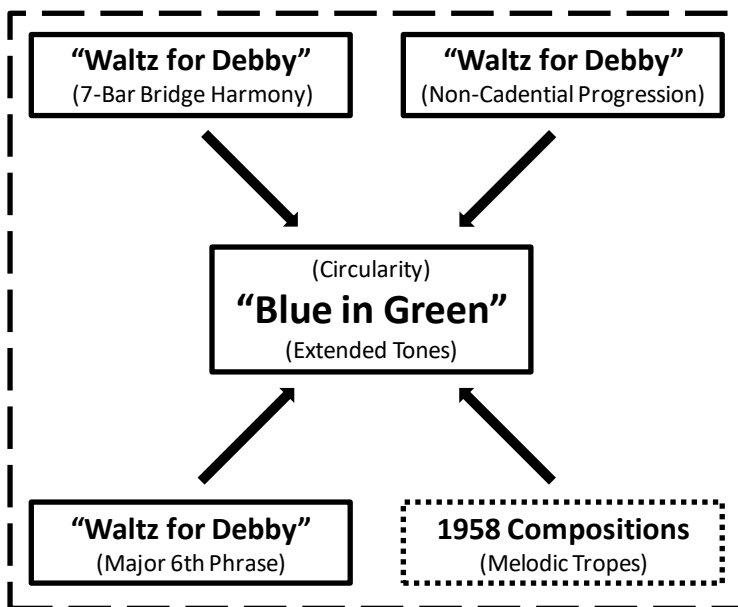 “Waltz for Debby”
(7-Bar Bridge Harmony)
“Waltz for Debby”
(Non-Cadential Progression)
(Circularity)
“Blue in Green”
(Extended Tones)
“Waltz for Debby”
(Major 6th Phrase)
1958 Compositions
(Melodic Tropes)